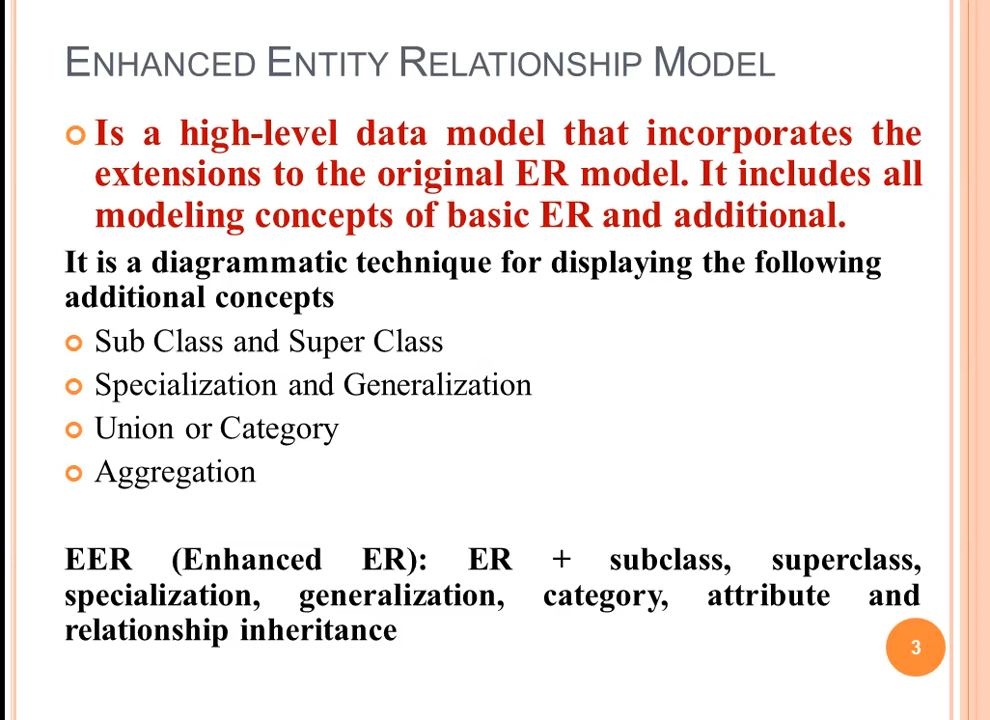 ENHANCED ENTITY RELATIONSHIP MODEL
Is a high-level data model that incorporates the
extensions to the original ER model. It includes all
modeling concepts of basic ER and additional.
It is a diagrammatic technique for displaying the following
additional concepts
Sub Class and Super Class
Specialization and Generalization
Union or Category
Aggregation
EER (Enhanced ER): ER + subclass, superclass,
specialization, generalization, category, attribute and
relationship inheritance
3